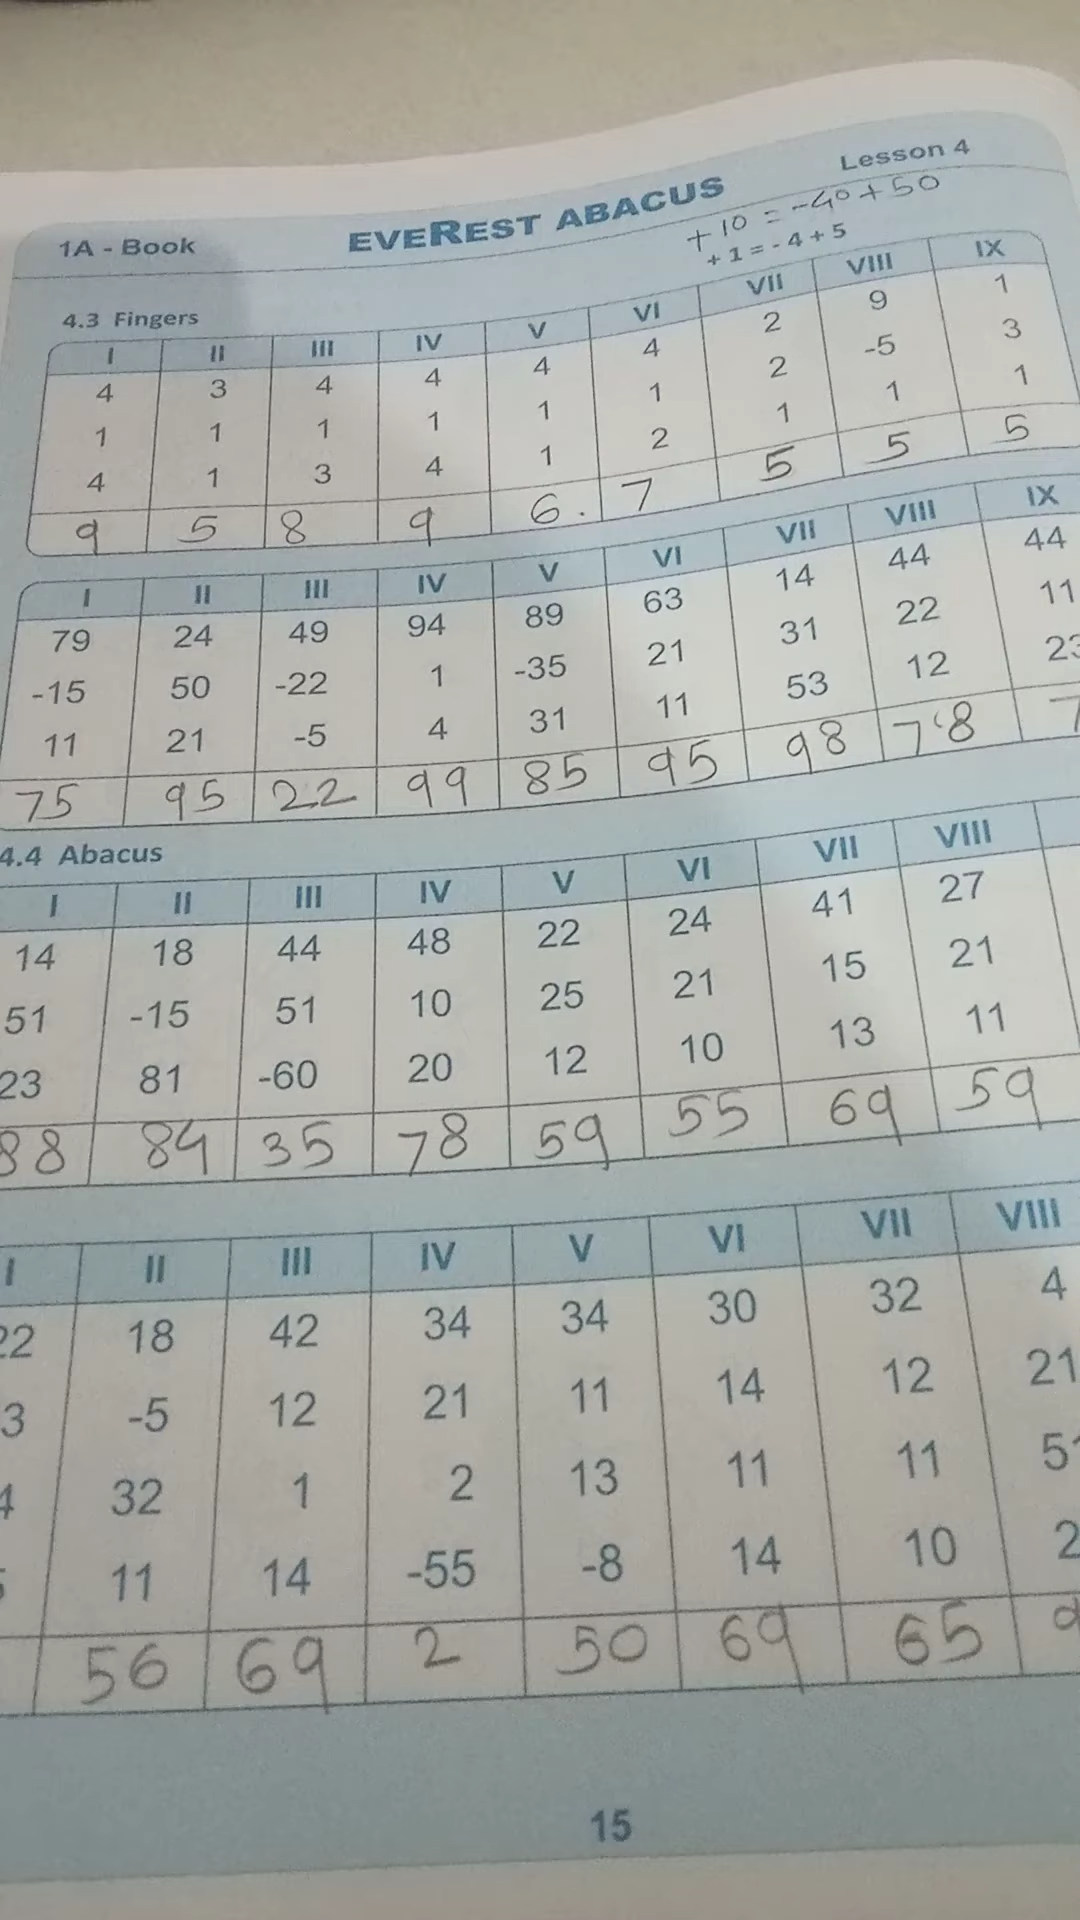 1A - Book EVEREST ABACUS Lesson 4
+10 = -40+50
+1=-4+5
4.3 Fingers
I II III IV V VI VII VIII IX
4 3 4 4 4 4 2 9 1
1 1 1 1 1 1 2 -5 3
4 1 3 4 1 2 1 1 1
9 5 8 9 6. 7 5 5 5
I II III IV V VI VII VIII IX
79 24 49 94 89 63 14 44 44
-15 50 -22 1 -35 21 31 22 11
11 21 -5 4 31 11 53 12
75 95 22 99 85 95 98 78
4.4 Abacus
I II III IV V VI VII VIII
14 18 44 48 22 24 41 27
51 -15 51 10 25 21 15 21
23 81 -60 20 12 10 13 11
88 84 35 78 59 55 69 59
I II III IV V VI VII VIII
22 18 42 34 34 30 32 4
3 -5 12 21 11 14 12 21
4 32 1 2 13 11 11
11 14 -55 -8 14 10
56 69 2 50 69 65
15